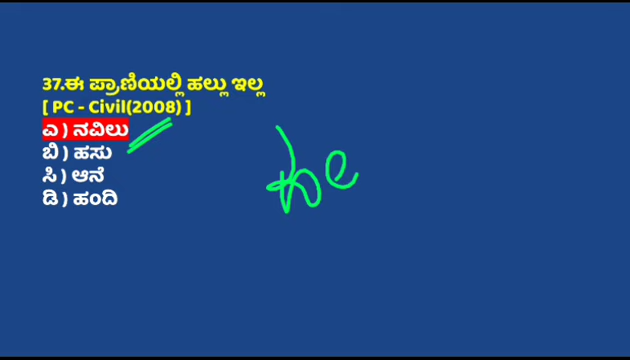 37.ಈ ಪ್ರಾಣಿಯಲ್ಲಿ ಹಲ್ಲು ಇಲ್ಲ
[ PC - Civil(2008) ]
ಎ ) ನವಿಲು
ಬಿ ) ಹಸು
ಸಿ ) ಆನೆ
ಡಿ ) ಹಂದಿ